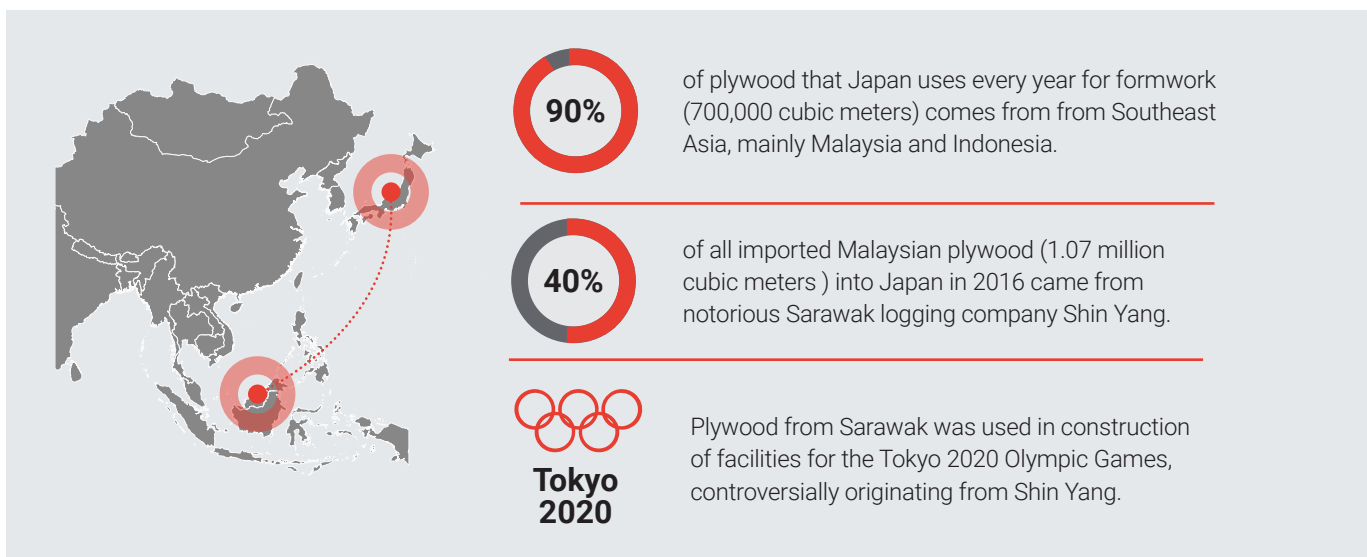 90%
of plywood that Japan uses every year for formwork
(700,000 cubic meters) comes from from Southeast
Asia, mainly Malaysia and Indonesia.
40%
of all imported Malaysian plywood (1.07 million
cubic meters ) into Japan in 2016 came from
notorious Sarawak logging company Shin Yang.
Tokyo
2020
Plywood from Sarawak was used in construction
of facilities for the Tokyo 2020 Olympic Games,
controversially originating from Shin Yang.